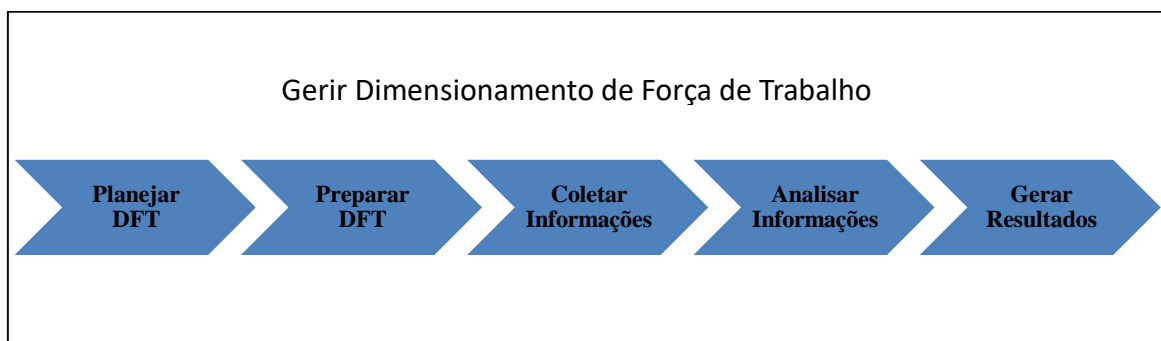 Gerir Dimensionamento de Força de Trabalho
Planejar
DFT
Preparar
DFT
Coletar
Informações
Analisar
Informações
Gerar
Resultados